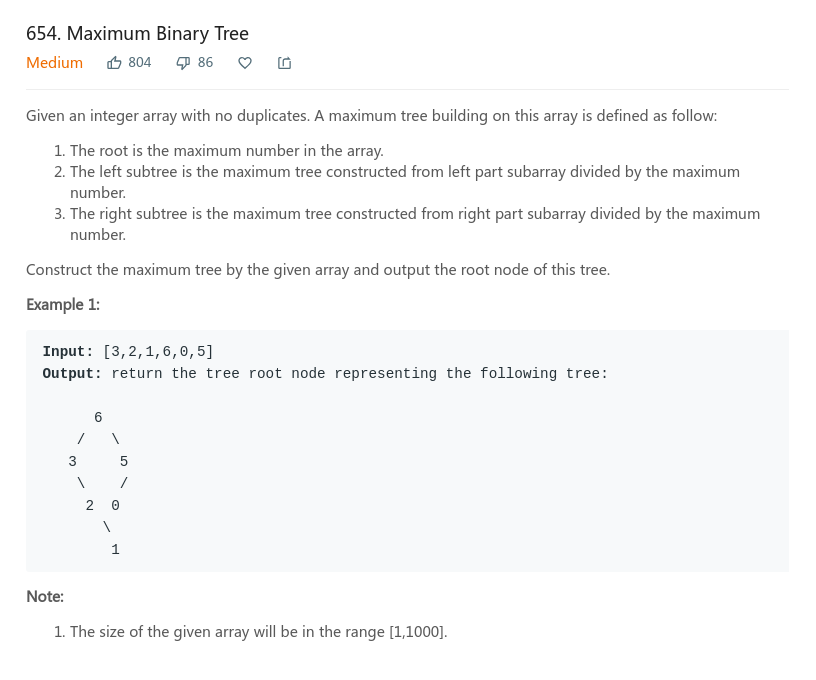 654. Maximum Binary Tree
Medium 804 86
Given an integer array with no duplicates. A maximum tree building on this array is defined as follow:
1. The root is the maximum number in the array.
2. The left subtree is the maximum tree constructed from left part subarray divided by the maximum
number.
3. The right subtree is the maximum tree constructed from right part subarray divided by the maximum
number.
Construct the maximum tree by the given array and output the root node of this tree.
Example 1:
Input: [3,2,1,6,0,5]
Output: return the tree root node representing the following tree:
      6
    /   \
   3     5
    \    /
     2  0
       \
        1
Note:
1. The size of the given array will be in the range [1,1000].